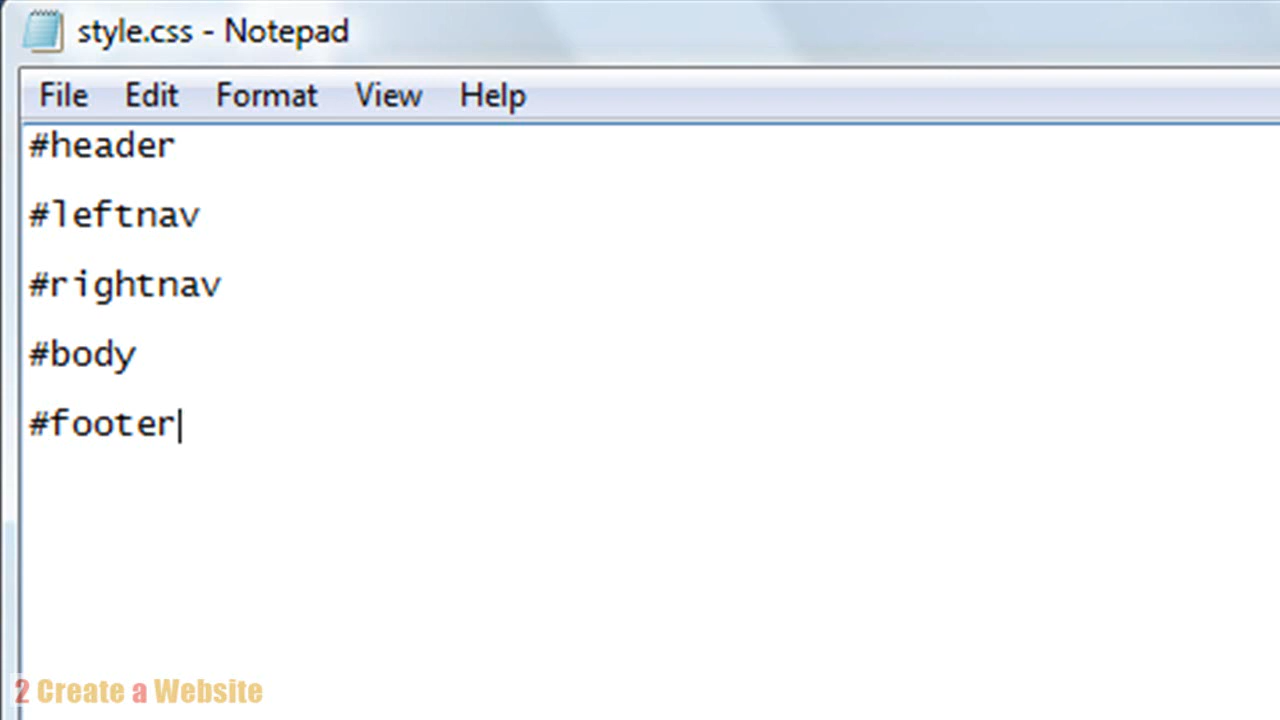 style.css - Notepad
File Edit Format View Help
#header
#leftnav
#rightnav
#body
#footer
2 Create a Website